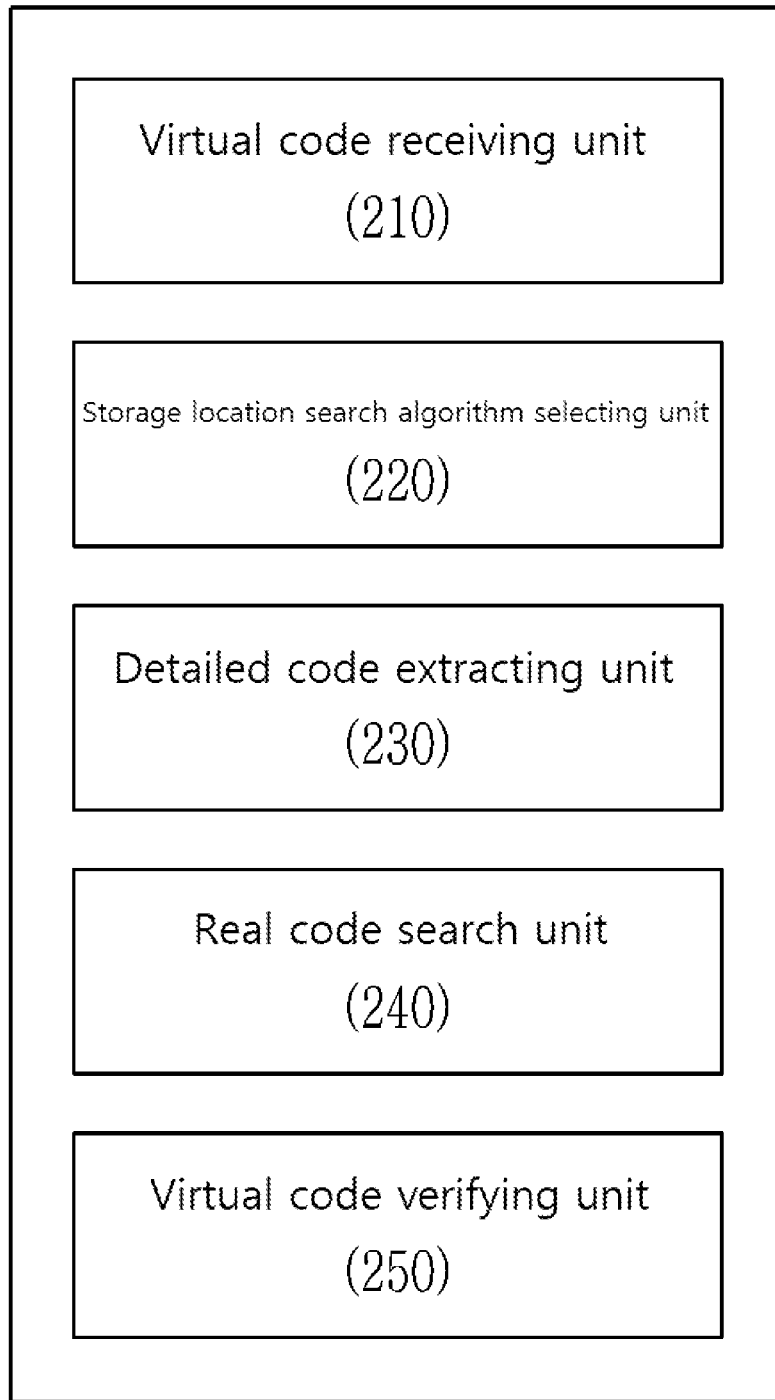 Virtual code receiving unit
(210)
Storage location search algorithm selecting unit
(220)
Detailed code extracting unit
(230)
Real code search unit
(240)
Virtual code verifying unit
(250)